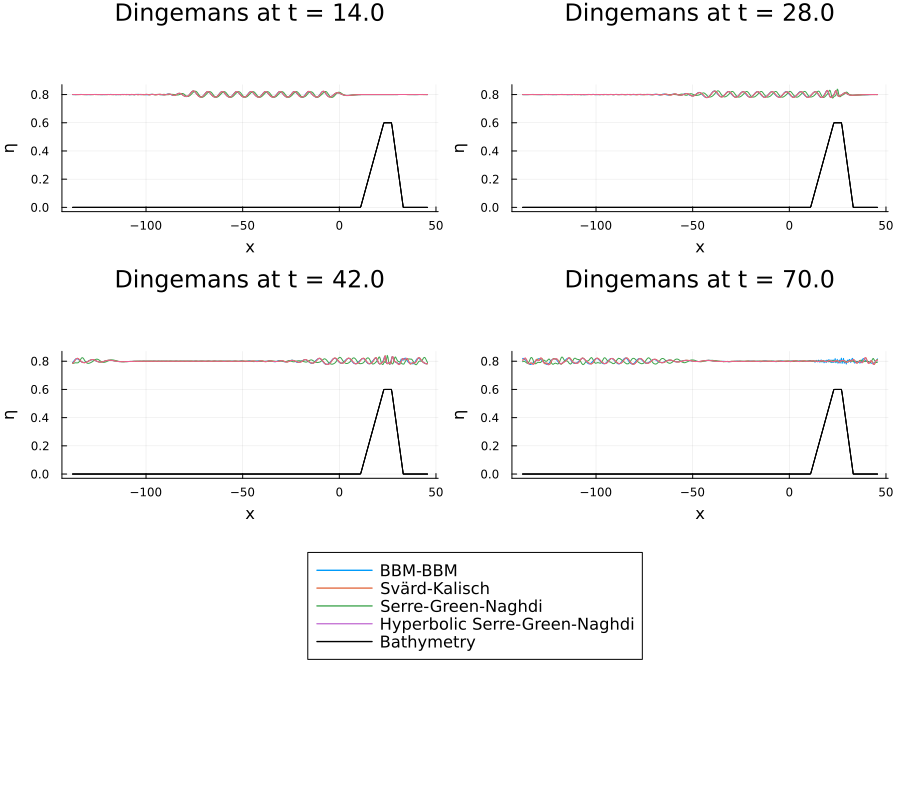 Dingemans at t = 14.0
0.8
0.6
0.4
0.2
0.0
η
−100
−50
0
50
x
Dingemans at t = 28.0
0.8
0.6
0.4
0.2
0.0
η
−100
−50
0
50
x
Dingemans at t = 42.0
0.8
0.6
0.4
0.2
0.0
η
−100
−50
0
50
x
Dingemans at t = 70.0
0.8
0.6
0.4
0.2
0.0
η
−100
−50
0
50
x
BBM-BBM
Svärd-Kalisch
Serre-Green-Naghdi
Hyperbolic Serre-Green-Naghdi
Bathymetry